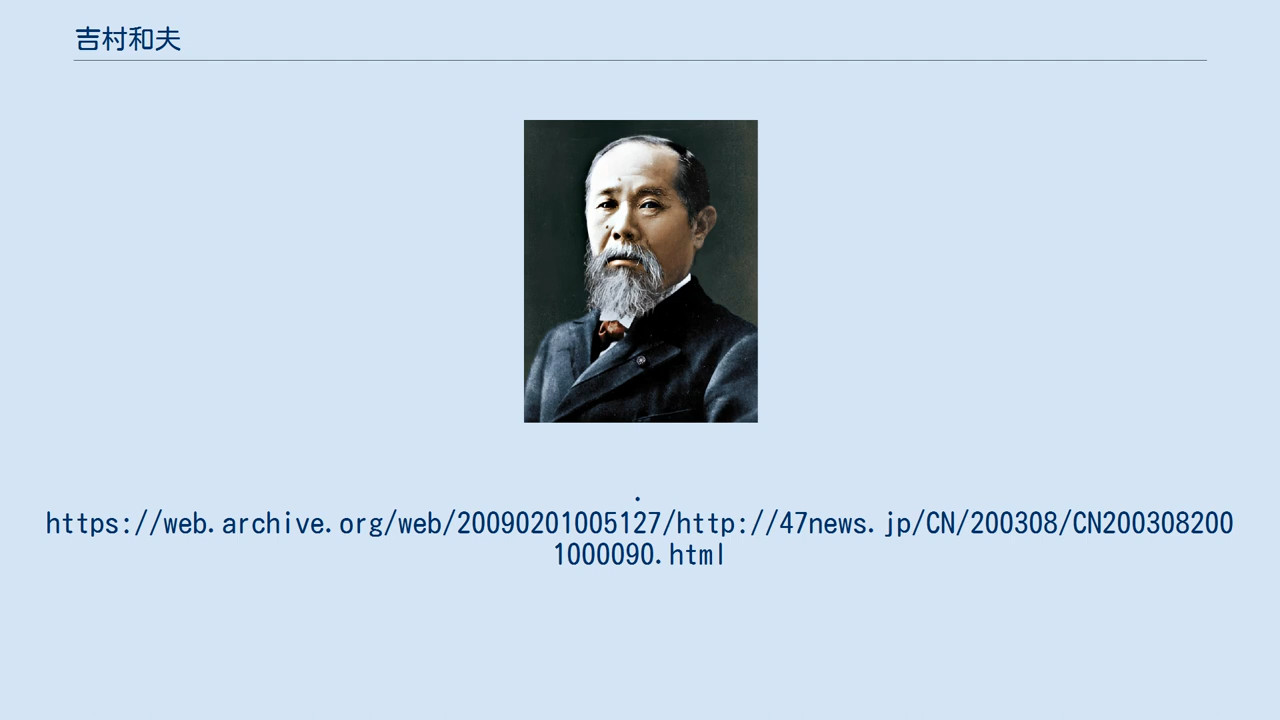 吉村和夫
.
https://web.archive.org/web/20090201005127/http://47news.jp/CN/200308/CN200308200
1000090.html